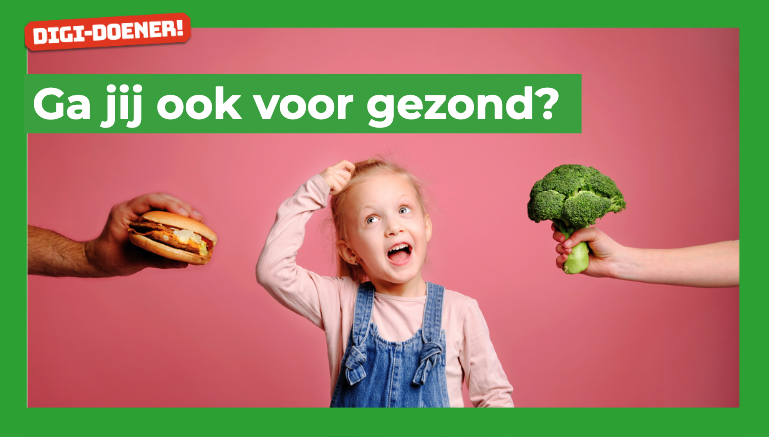 DIGI-DOENER!
Ga jij ook voor gezond?